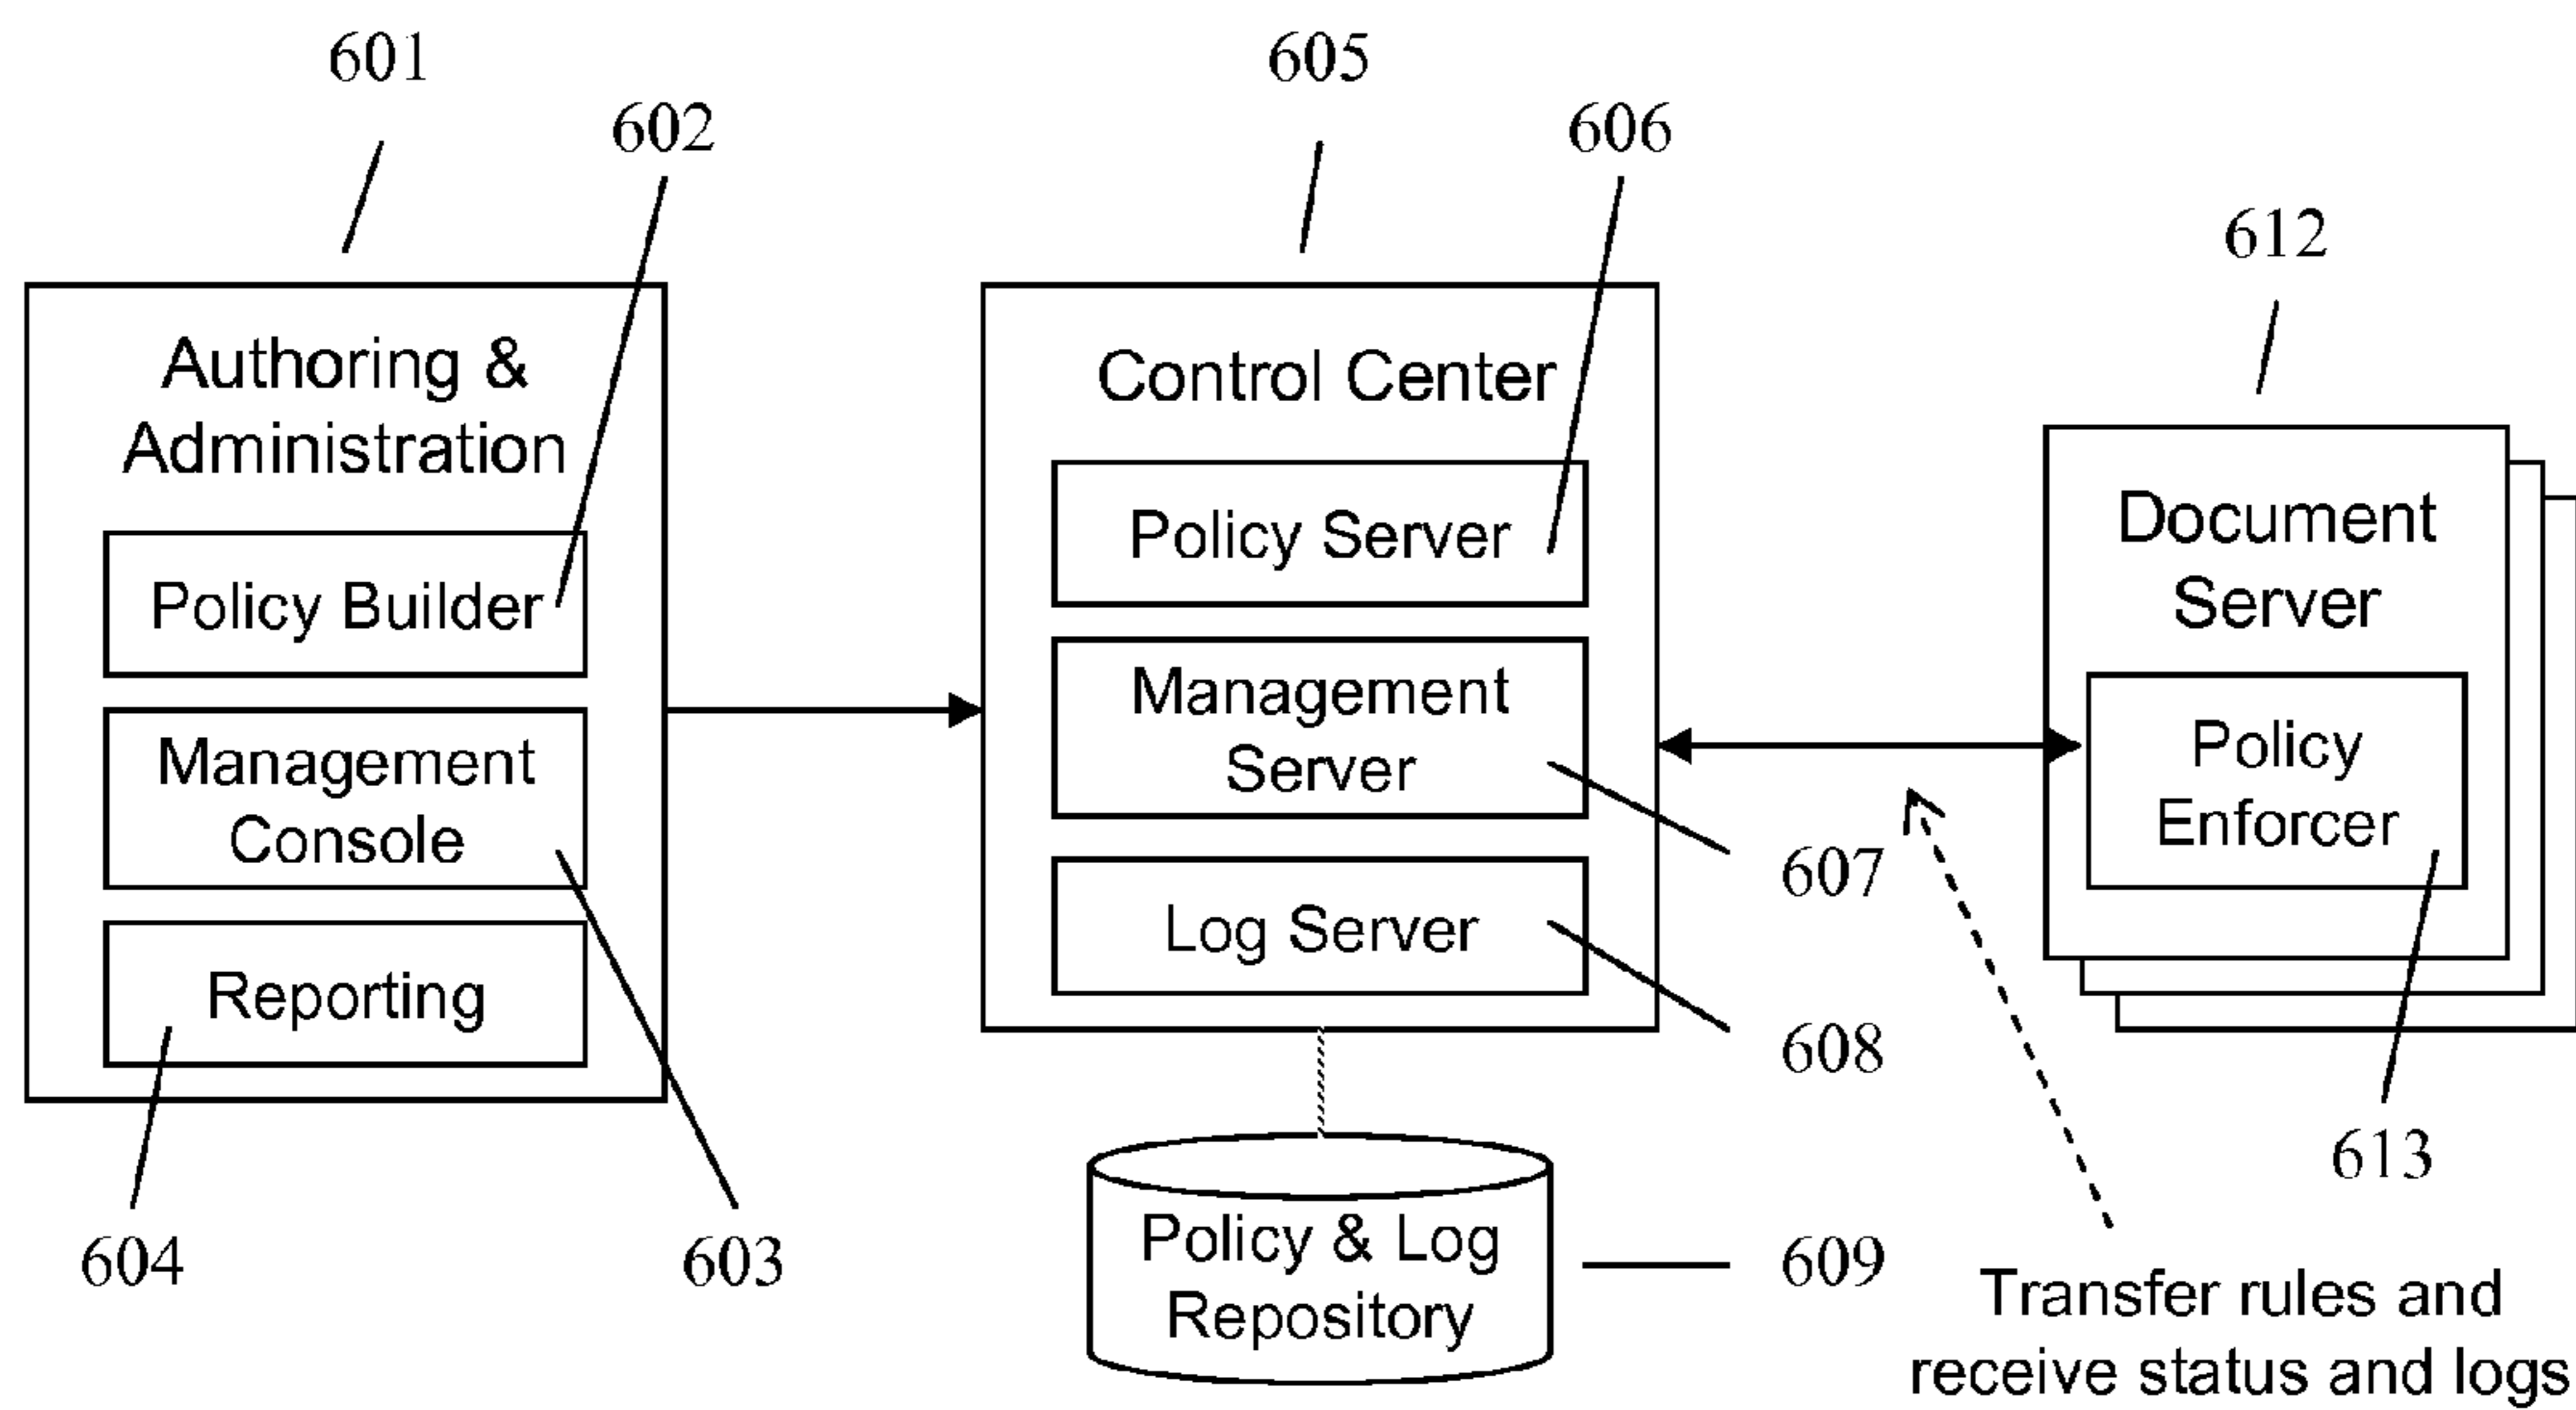 601
602
605
606
612
Authoring &
Administration
Policy Builder
Management
Console
Reporting
604
603
Control Center
Policy Server
Management
Server
Log Server
607
608
Policy & Log
Repository
609
Document
Server
Policy
Enforcer
613
Transfer rules and
receive status and logs